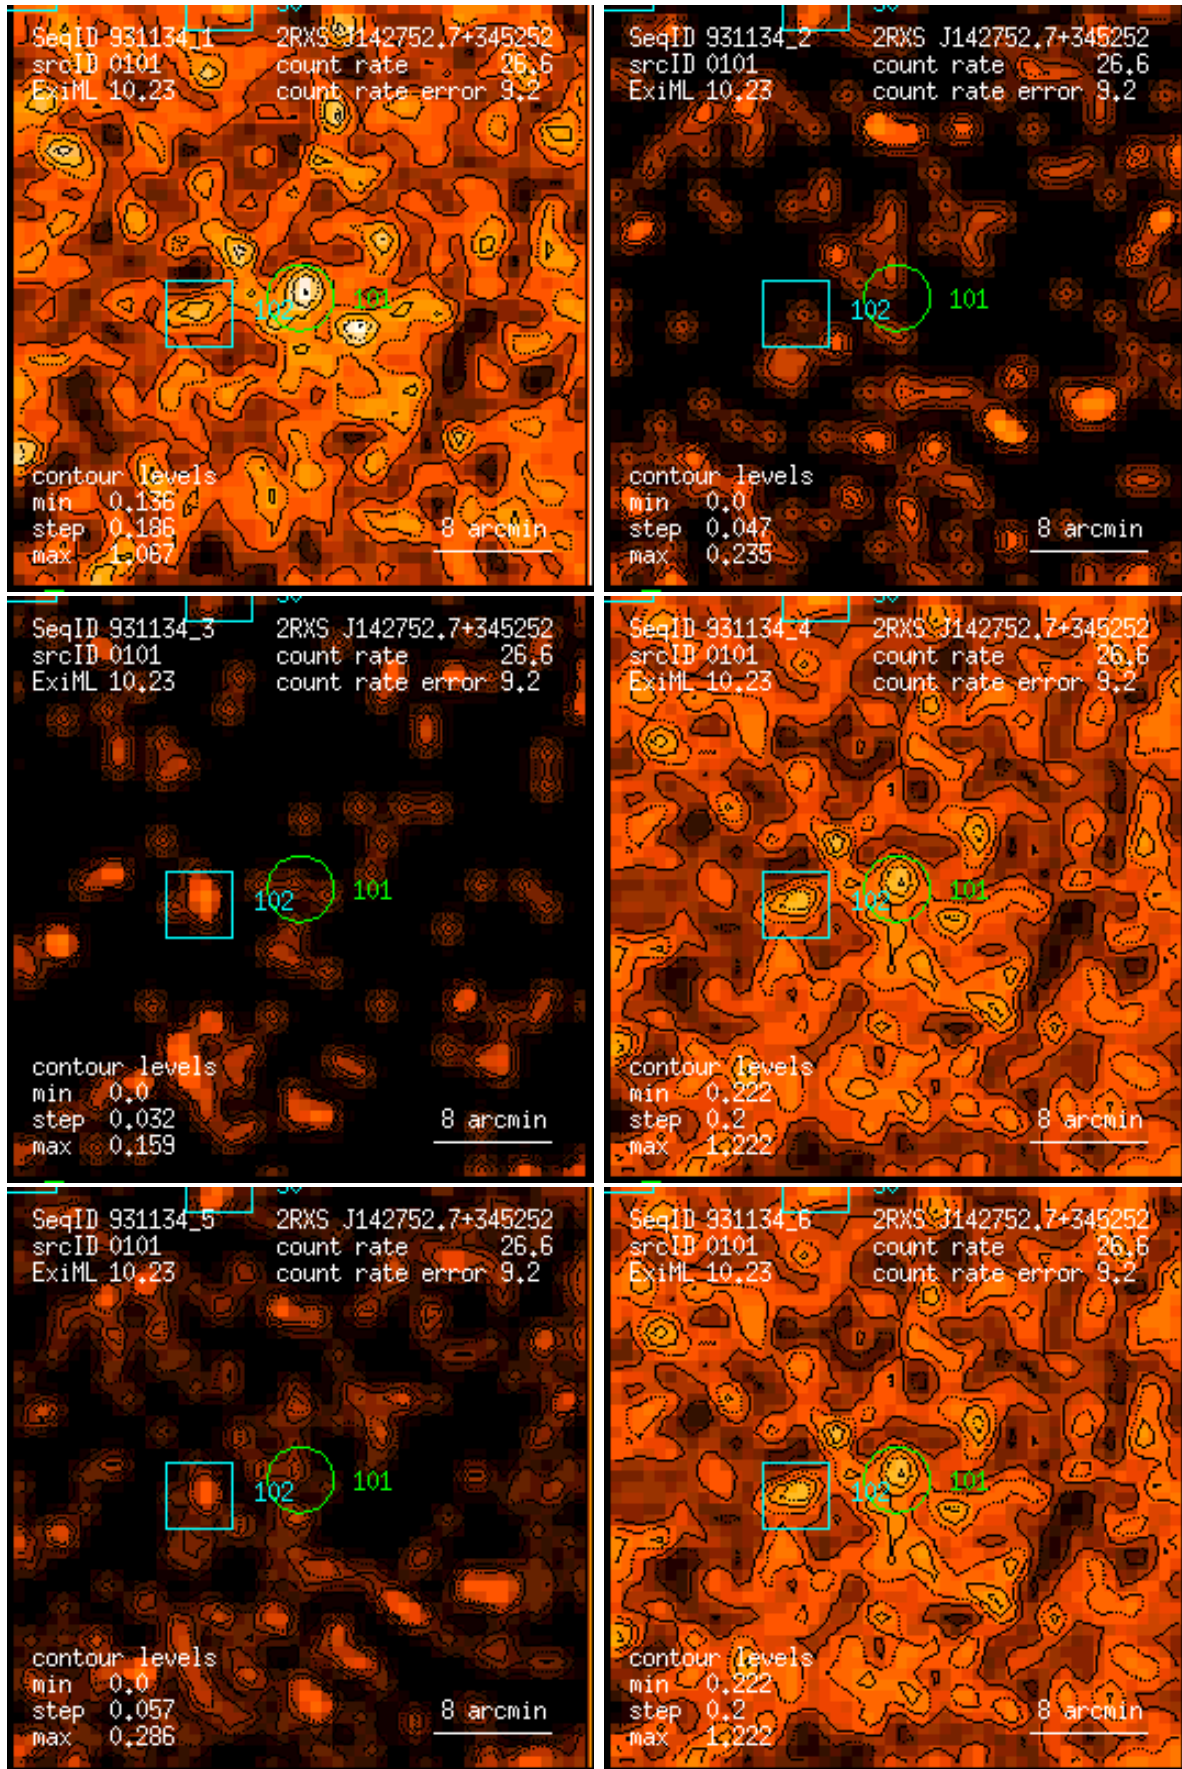 SeqID 931134_1 2RXS J142752.7+345252
srcID 0101 count rate 26.6
ExiML 10.23 count rate error 9.2
102 101
contour levels
min 0.136
step 0.186 8 arcmin
max 1.067
SeqID 931134_2 2RXS J142752.7+345252
srcID 0101 count rate 26.6
ExiML 10.23 count rate error 9.2
102 101
contour levels
min 0.0
step 0.047 8 arcmin
max 0.235
SeqID 931134_3 2RXS J142752.7+345252
srcID 0101 count rate 26.6
ExiML 10.23 count rate error 9.2
102 101
contour levels
min 0.0
step 0.032 8 arcmin
max 0.159
SeqID 931134_4 2RXS J142752.7+345252
srcID 0101 count rate 26.6
ExiML 10.23 count rate error 9.2
102 101
contour levels
min 0.222
step 0.2 8 arcmin
max 1.222
SeqID 931134_5 2RXS J142752.7+345252
srcID 0101 count rate 26.6
ExiML 10.23 count rate error 9.2
102 101
contour levels
min 0.0
step 0.057 8 arcmin
max 0.286
SeqID 931134_6 2RXS J142752.7+345252
srcID 0101 count rate 26.6
ExiML 10.23 count rate error 9.2
102 101
contour levels
min 0.222
step 0.2 8 arcmin
max 1.222